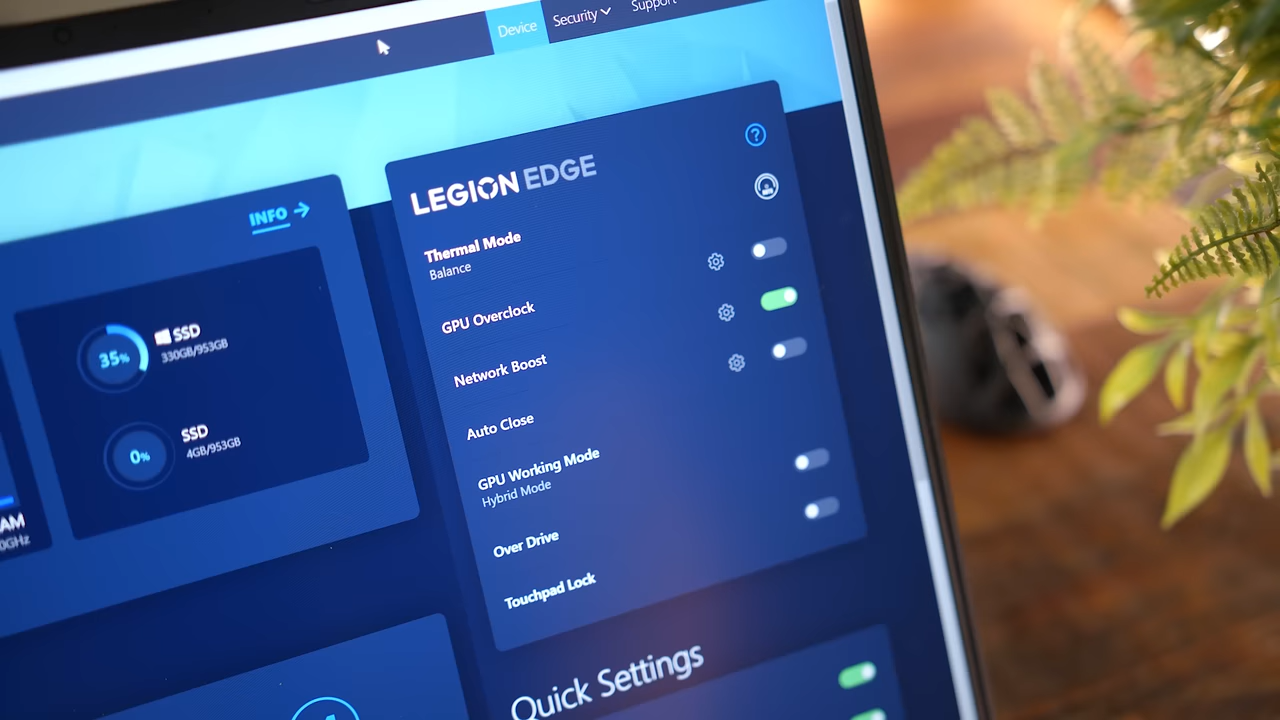 Device
Security
Support
INFO
35%
SSD
330GB/953GB
0%
SSD
4GB/953GB
AM
0GHz
LEGION EDGE
?
Thermal Mode
Balance
GPU Overclock
Network Boost
Auto Close
GPU Working Mode
Hybrid Mode
Over Drive
Touchpad Lock
Quick Settings